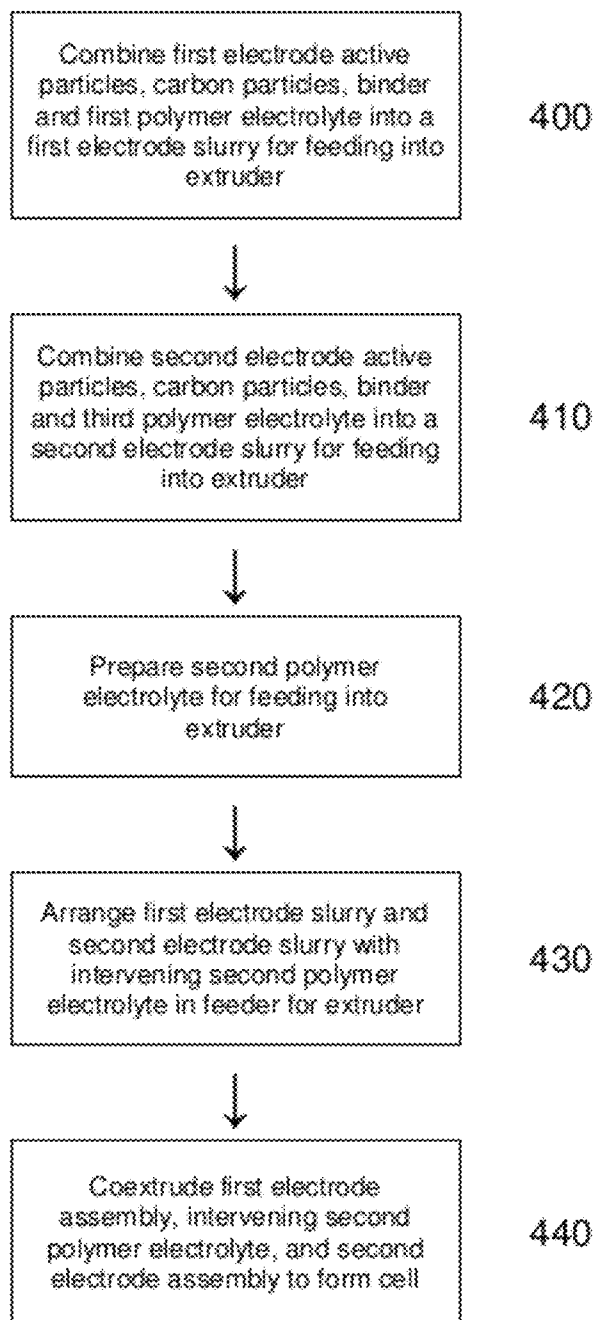 Combine first electrode active
particles, carbon particles, binder
and first polymer electrolyte into a
first electrode slurry for feeding into
extruder
400
Combine second electrode active
particles, carbon particles, binder
and third polymer electrolyte into a
second electrode slurry for feeding
into extruder
410
Prepare second polymer
electrolyte for feeding into
extruder
420
Arrange first electrode slurry and
second electrode slurry with
intervening second polymer
electrolyte in feeder for extruder
430
Coextrude first electrode
assembly, intervening second
polymer electrolyte, and second
electrode assembly to form cell
440